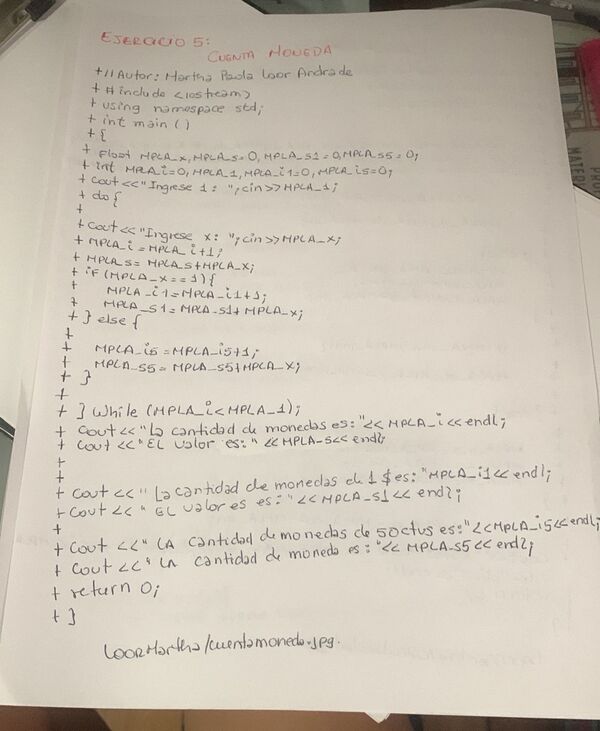 EJERCICIO 5:
CUENTA MONEDA
+//Autor: Martha Paola Loor Andrade
+ #include <iostream>
+ using namespace std;
+ int main ()
+ {
+ Float MPLA_x, MPLA_s=0, MPLA_s1=0, MPLA_s5=0;
+ int MPLA_i=0, MPLA_1, MPLA_i1=0, MPLA_i5=0;
+ cout<<"Ingrese 1: ";cin>>MPLA_1;
+ do {
+
+ cout<<"Ingrese x: ";cin>>MPLA_x;
+ MPLA_i=MPLA_i+1;
+ MPLA_s=MPLA_s+MPLA_x;
+ if (MPLA_x==1){
+ MPLA_i1=MPLA_i1+1;
+ MPLA_s1=MPLA_s1+MPLA_x;
+ } else {
+
+ MPLA_i5=MPLA_i5+1;
+ MPLA_s5=MPLA_s5+MPLA_x;
+ }
+
+ } while (MPLA_i<MPLA_1);
+ cout<<"La cantidad de monedas es: "<< MPLA_i<<endl;
+ cout<<"EL valor es: " << MPLA_s<< endl;
+
+
+ cout << " La cantidad de monedas de 1 $ es: "MPLA_i1<< endl;
+ cout << " EL valor es es: "<< MPLA_s1 << endl;
+
+ cout <<" LA cantidad de monedas de 50ctvs es:"<<MPLA_i5<<endl;
+ cout <<" LA cantidad de moneda es: "<< MPLA_s5 << endl;
+ return 0;
+ }
LOORMartha/cuentamoneda.jpg.